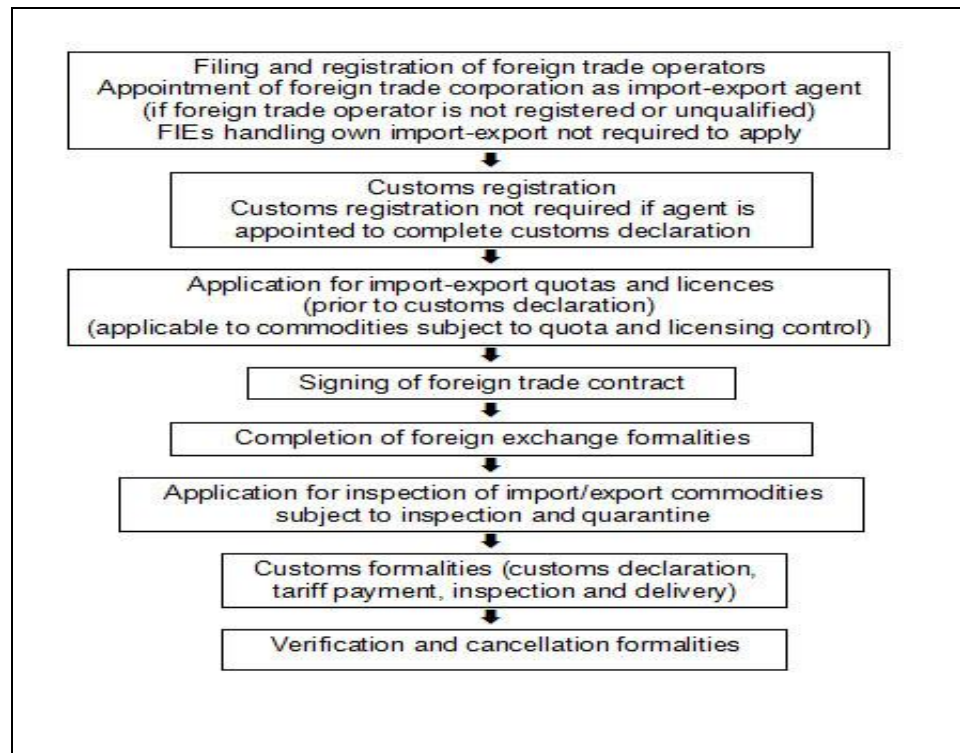 Filing and registration of foreign trade operators
Appointment of foreign trade corporation as import-export agent
(if foreign trade operator is not registered or unqualified)
FIEs handling own import-export not required to apply
Customs registration
Customs registration not required if agent is
appointed to complete customs declaration
Application for import-export quotas and licences
(prior to customs declaration)
(applicable to commodities subject to quota and licensing control)
Signing of foreign trade contract
Completion of foreign exchange formalities
Application for inspection of import/export commodities
subject to inspection and quarantine
Customs formalities (customs declaration,
tariff payment, inspection and delivery)
Verification and cancellation formalities